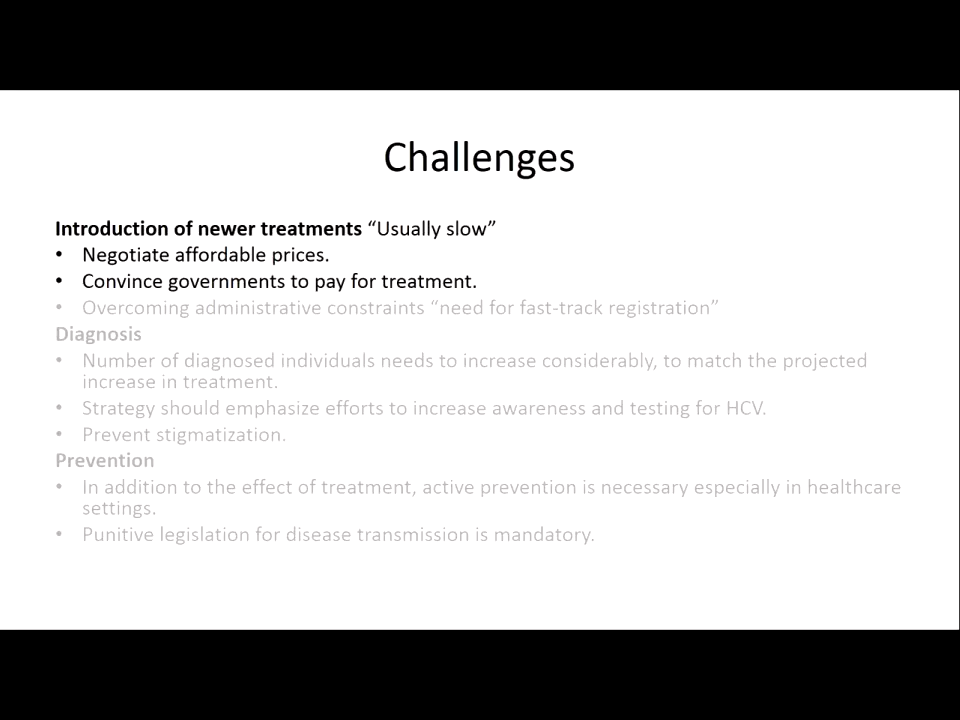 Challenges
Introduction of newer treatments “Usually slow”
• Negotiate affordable prices.
• Convince governments to pay for treatment.
• Overcoming administrative constraints “need for fast-track registration”
Diagnosis
• Number of diagnosed individuals needs to increase considerably, to match the projected
increase in treatment.
• Strategy should emphasize efforts to increase awareness and testing for HCV.
• Prevent stigmatization.
Prevention
• In addition to the effect of treatment, active prevention is necessary especially in healthcare
settings.
• Punitive legislation for disease transmission is mandatory.